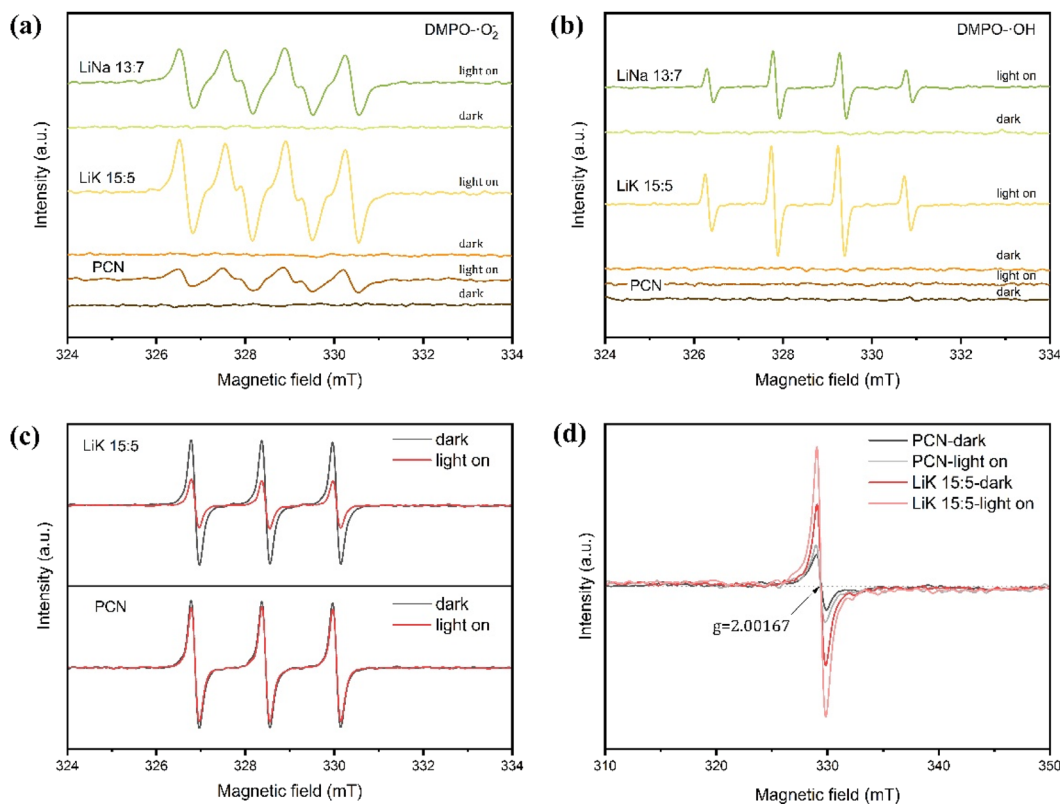 (a)
DMPO-·O₂⁻
LiNa 13:7
light on
dark
LiK 15:5
light on
dark
PCN
light on
dark
Intensity (a.u.)
324 326 328 330 332 334
Magnetic field (mT)
(b)
DMPO-·OH
LiNa 13:7
light on
dark
LiK 15:5
light on
dark
light on
PCN
dark
Intensity (a.u.)
324 326 328 330 332 334
Magnetic field (mT)
(c)
LiK 15:5
dark
light on
PCN
dark
light on
Intensity (a.u.)
324 326 328 330 332 334
Magnetic field (mT)
(d)
PCN-dark
PCN-light on
LiK 15:5-dark
LiK 15:5-light on
g=2.00167
Intensity (a.u.)
310 320 330 340 350
Magnetic field (mT)